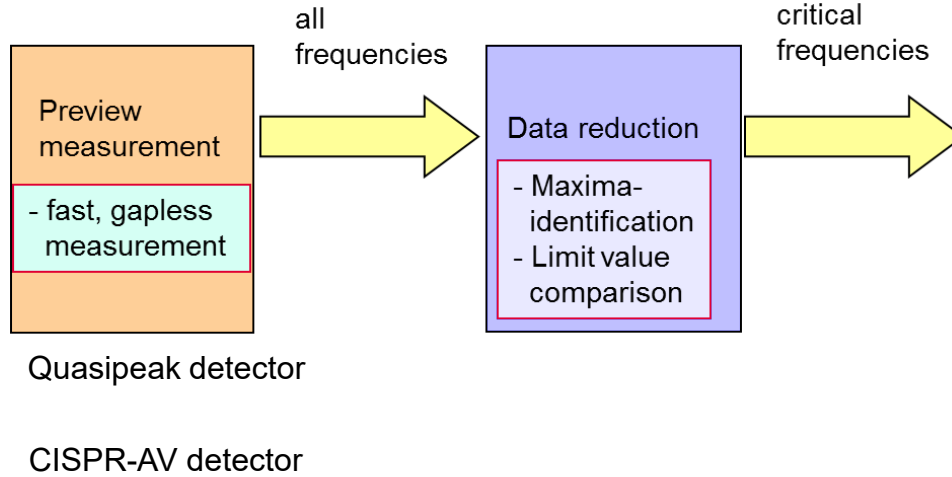 all
frequencies
critical
frequencies
Preview
measurement
- fast, gapless
measurement
Data reduction
- Maxima-
identification
- Limit value
comparison
Quasipeak detector
CISPR-AV detector